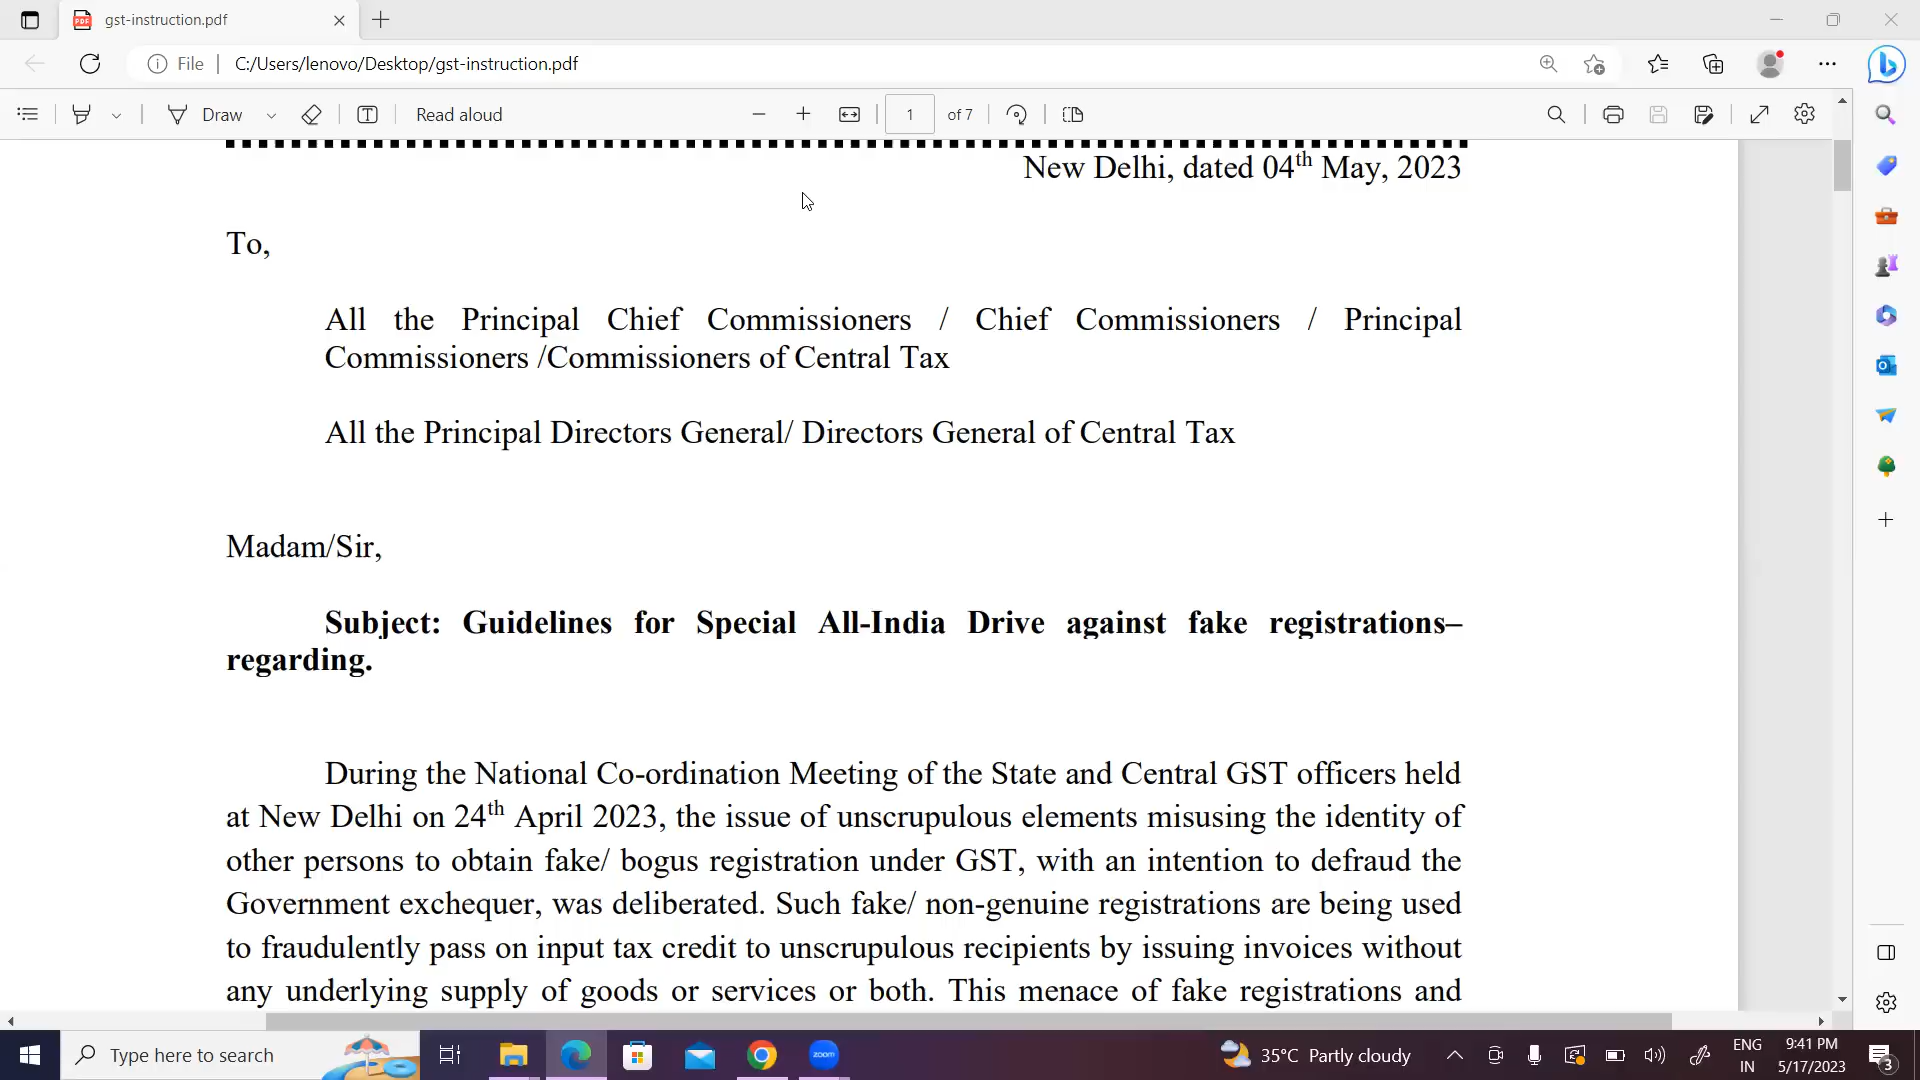 gst-instruction.pdf
File
C:/Users/lenovo/Desktop/gst-instruction.pdf
Draw
Read aloud
1
of 7
New Delhi, dated 04th May, 2023
To,
All the Principal Chief Commissioners / Chief Commissioners / Principal
Commissioners /Commissioners of Central Tax
All the Principal Directors General/ Directors General of Central Tax
Madam/Sir,
Subject: Guidelines for Special All-India Drive against fake registrations–
regarding.
During the National Co-ordination Meeting of the State and Central GST officers held
at New Delhi on 24th April 2023, the issue of unscrupulous elements misusing the identity of
other persons to obtain fake/ bogus registration under GST, with an intention to defraud the
Government exchequer, was deliberated. Such fake/ non-genuine registrations are being used
to fraudulently pass on input tax credit to unscrupulous recipients by issuing invoices without
any underlying supply of goods or services or both. This menace of fake registrations and
Type here to search
zoom
35°C Partly cloudy
ENG
IN
9:41 PM
5/17/2023
3